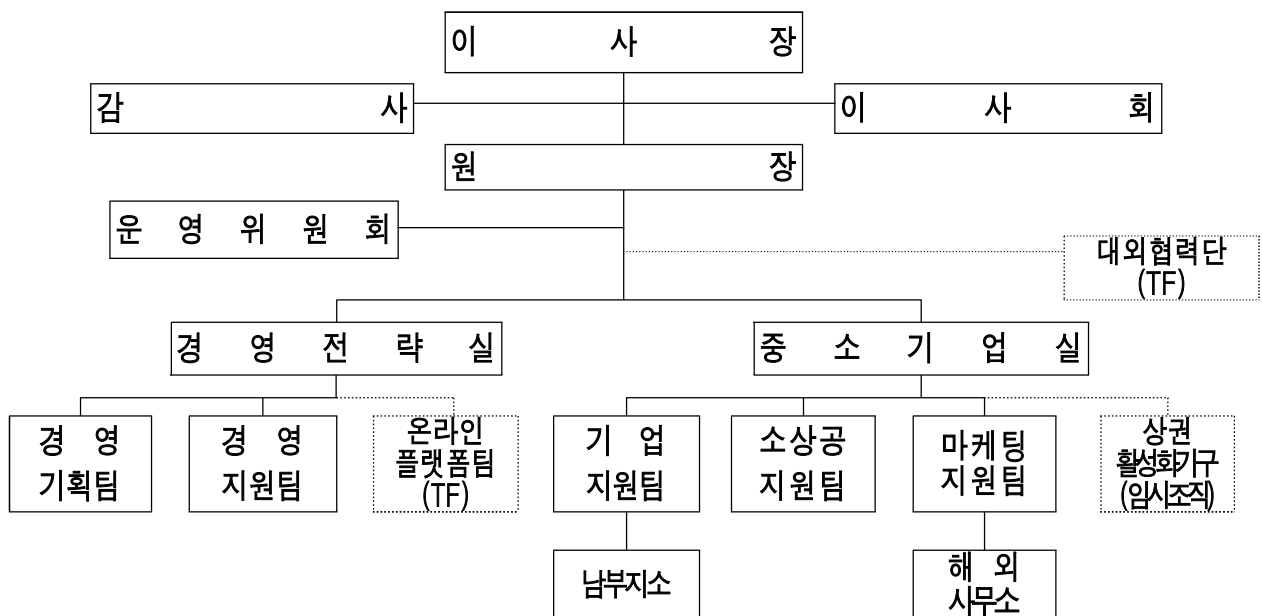 이 사 장
감 사
이 사 회
원 장
운 영 위 원 회
대외협력단
(TF)
경 영 전 략 실
중 소 기 업 실
경 영
기획팀
경 영
지원팀
온라인
플랫폼팀
(TF)
기 업
지원팀
소상공
지원팀
마케팅
지원팀
상권
활성화기구
(임시조직)
남부지소
해 외
사무소